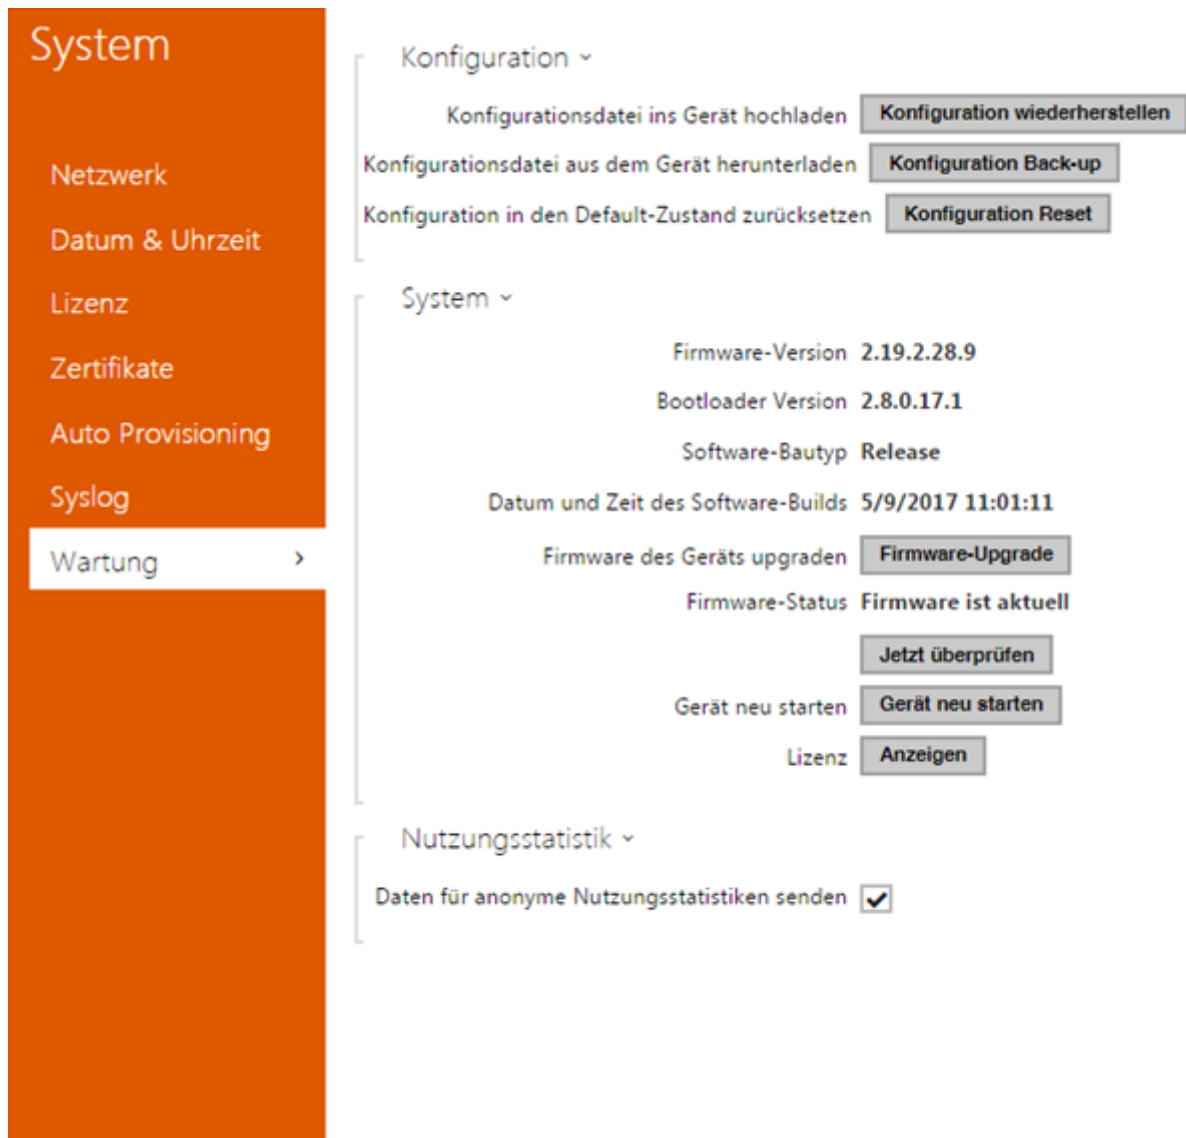 System
Netzwerk
Datum & Uhrzeit
Lizenz
Zertifikate
Auto Provisioning
Syslog
Wartung
Konfiguration
Konfigurationsdatei ins Gerät hochladen Konfiguration wiederherstellen
Konfigurationsdatei aus dem Gerät herunterladen Konfiguration Back-up
Konfiguration in den Default-Zustand zurücksetzen Konfiguration Reset
System
Firmware-Version 2.19.2.28.9
Bootloader Version 2.8.0.17.1
Software-Bautyp Release
Datum und Zeit des Software-Builds 5/9/2017 11:01:11
Firmware des Geräts upgraden Firmware-Upgrade
Firmware-Status Firmware ist aktuell
Jetzt überprüfen
Gerät neu starten Gerät neu starten
Lizenz Anzeigen
Nutzungsstatistik
Daten für anonyme Nutzungsstatistiken senden